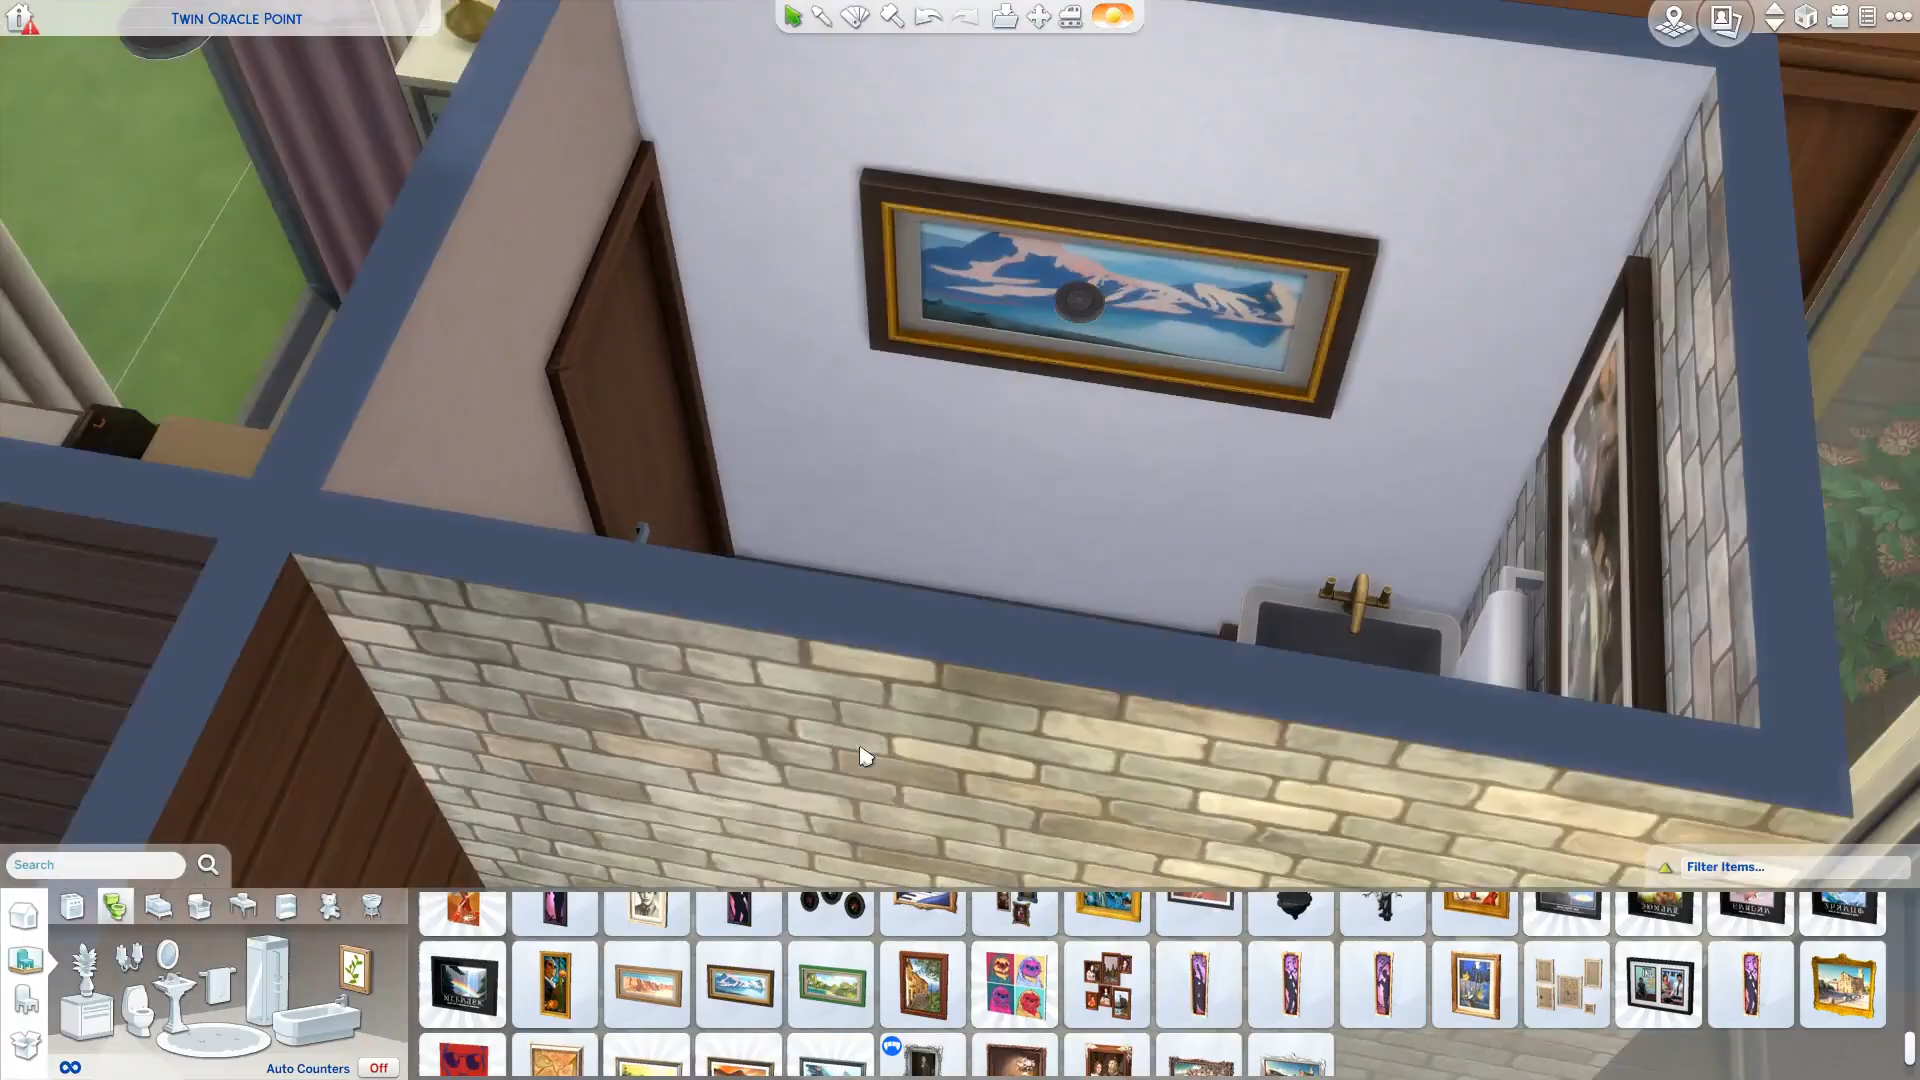 Twin Oracle Point
Search
Filter Items...
Auto Counters
Off